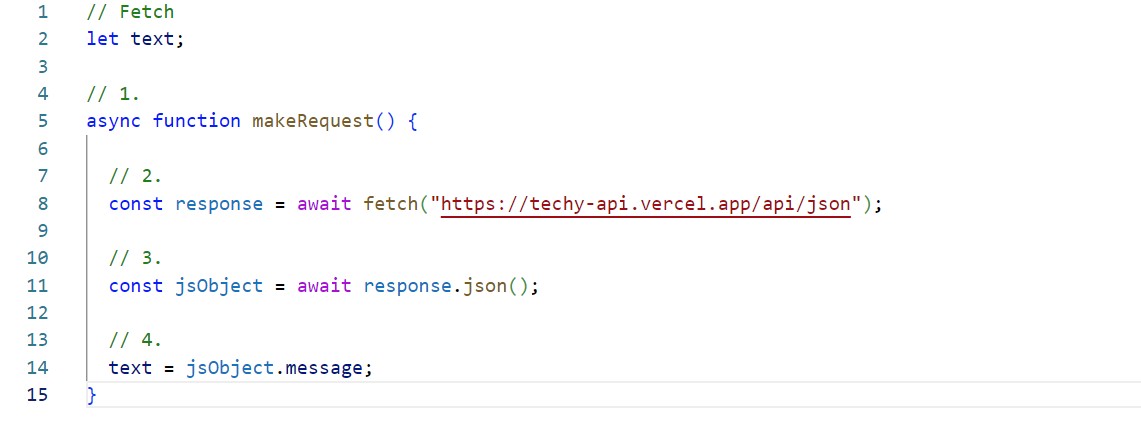 1 // Fetch
2 let text;
3
4 // 1.
5 async function makeRequest() {
6
7 // 2.
8 const response = await fetch("https://techy-api.vercel.app/api/json");
9
10 // 3.
11 const jsObject = await response.json();
12
13 // 4.
14 text = jsObject.message;
15 }